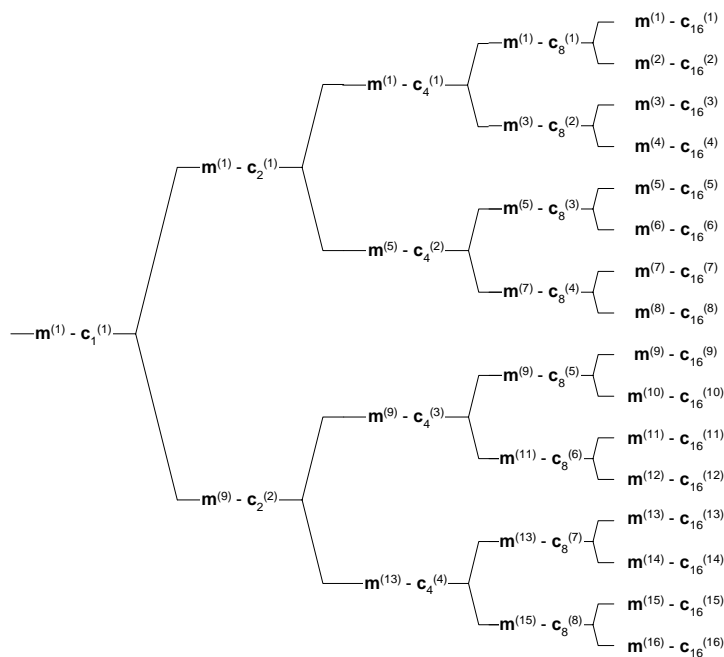 m⁽¹⁾ - c₁₆⁽¹⁾
m⁽¹⁾ - c₈⁽¹⁾
m⁽²⁾ - c₁₆⁽²⁾
m⁽¹⁾ - c₄⁽¹⁾
m⁽³⁾ - c₁₆⁽³⁾
m⁽³⁾ - c₈⁽²⁾
m⁽⁴⁾ - c₁₆⁽⁴⁾
m⁽¹⁾ - c₂⁽¹⁾
m⁽⁵⁾ - c₁₆⁽⁵⁾
m⁽⁵⁾ - c₈⁽³⁾
m⁽⁶⁾ - c₁₆⁽⁶⁾
m⁽⁵⁾ - c₄⁽²⁾
m⁽⁷⁾ - c₁₆⁽⁷⁾
m⁽⁷⁾ - c₈⁽⁴⁾
m⁽⁸⁾ - c₁₆⁽⁸⁾
m⁽¹⁾ - c₁⁽¹⁾
m⁽⁹⁾ - c₁₆⁽⁹⁾
m⁽⁹⁾ - c₈⁽⁵⁾
m⁽¹⁰⁾ - c₁₆⁽¹⁰⁾
m⁽⁹⁾ - c₄⁽³⁾
m⁽¹¹⁾ - c₁₆⁽¹¹⁾
m⁽¹¹⁾ - c₈⁽⁶⁾
m⁽¹²⁾ - c₁₆⁽¹²⁾
m⁽⁹⁾ - c₂⁽²⁾
m⁽¹³⁾ - c₁₆⁽¹³⁾
m⁽¹³⁾ - c₈⁽⁷⁾
m⁽¹⁴⁾ - c₁₆⁽¹⁴⁾
m⁽¹³⁾ - c₄⁽⁴⁾
m⁽¹⁵⁾ - c₁₆⁽¹⁵⁾
m⁽¹⁵⁾ - c₈⁽⁸⁾
m⁽¹⁶⁾ - c₁₆⁽¹⁶⁾